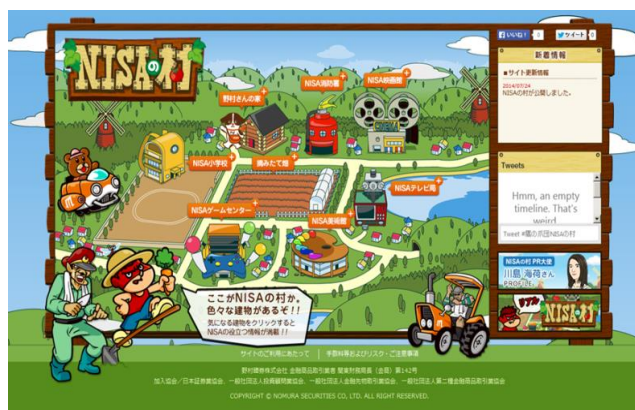 NISAの村
野村さんの家
NISA消防署
NISA映画館
NISA小学校
積みたて畑
NISAテレビ局
NISAゲームセンター
NISA美術館
ここがNISAの村か。
色々な建物があるぞ!!
気になる建物をクリックすると
NISAの役立つ情報が満載!!
いいね! 0
ツイート 0
新着情報
■サイト更新情報
2014/07/24
NISAの村が公開しました。
Tweets
Hmm, an empty
timeline. That's
weird.
Tweet #鷹の爪団NISAの村
NISAの村 PR大使
川島 海荷さん
PROFILE
NISAの村
サイトのご利用にあたって | 手数料等およびリスク・ご注意事項
野村證券株式会社 金融商品取引業者 関東財務局長(金商) 第142号
加入協会/日本証券業協会、一般社団法人投資顧問業協会、一般社団法人金融先物取引業協会、一般社団法人第二種金融商品取引業協会
COPYRIGHT © NOMURA SECURITIES CO., LTD. ALL RIGHT RESERVED.